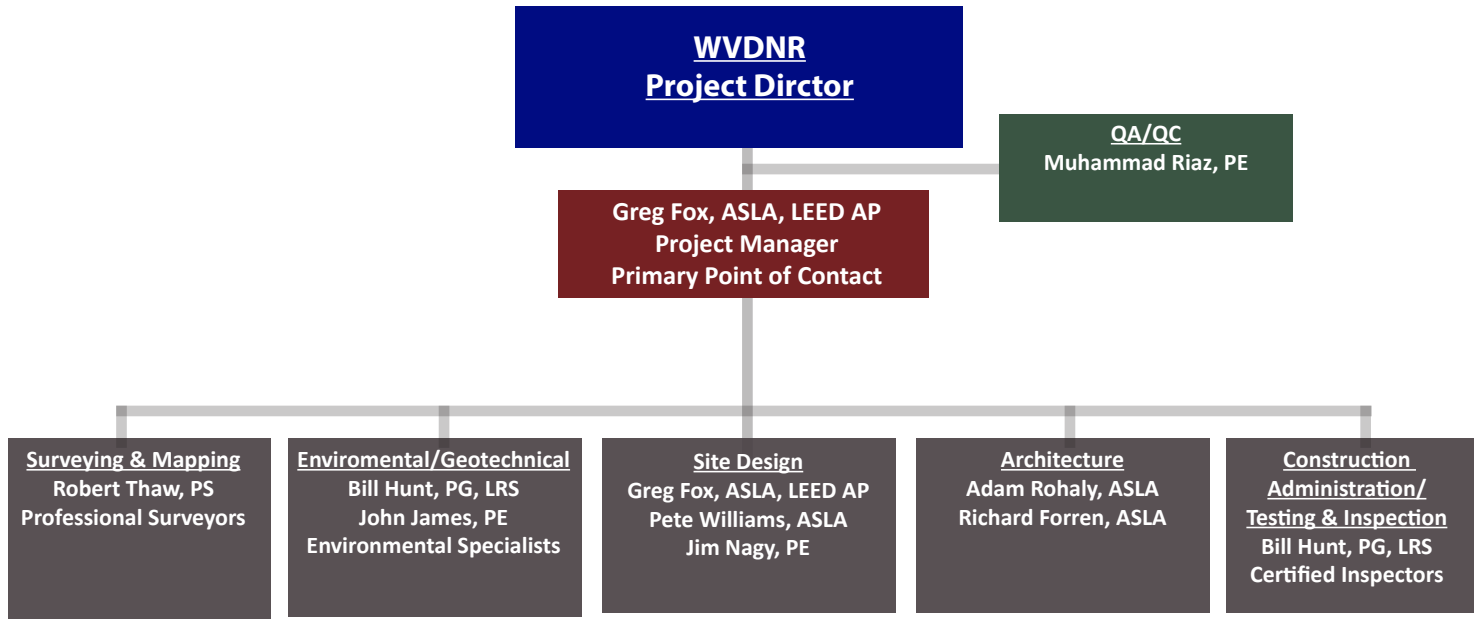 WVDNR
Project Dirctor
QA/QC
Muhammad Riaz, PE
Greg Fox, ASLA, LEED AP
Project Manager
Primary Point of Contact
Surveying & Mapping
Robert Thaw, PS
Professional Surveyors
Enviromental/Geotechnical
Bill Hunt, PG, LRS
John James, PE
Environmental Specialists
Site Design
Greg Fox, ASLA, LEED AP
Pete Williams, ASLA
Jim Nagy, PE
Architecture
Adam Rohaly, ASLA
Richard Forren, ASLA
Construction
Administration/
Testing & Inspection
Bill Hunt, PG, LRS
Certified Inspectors